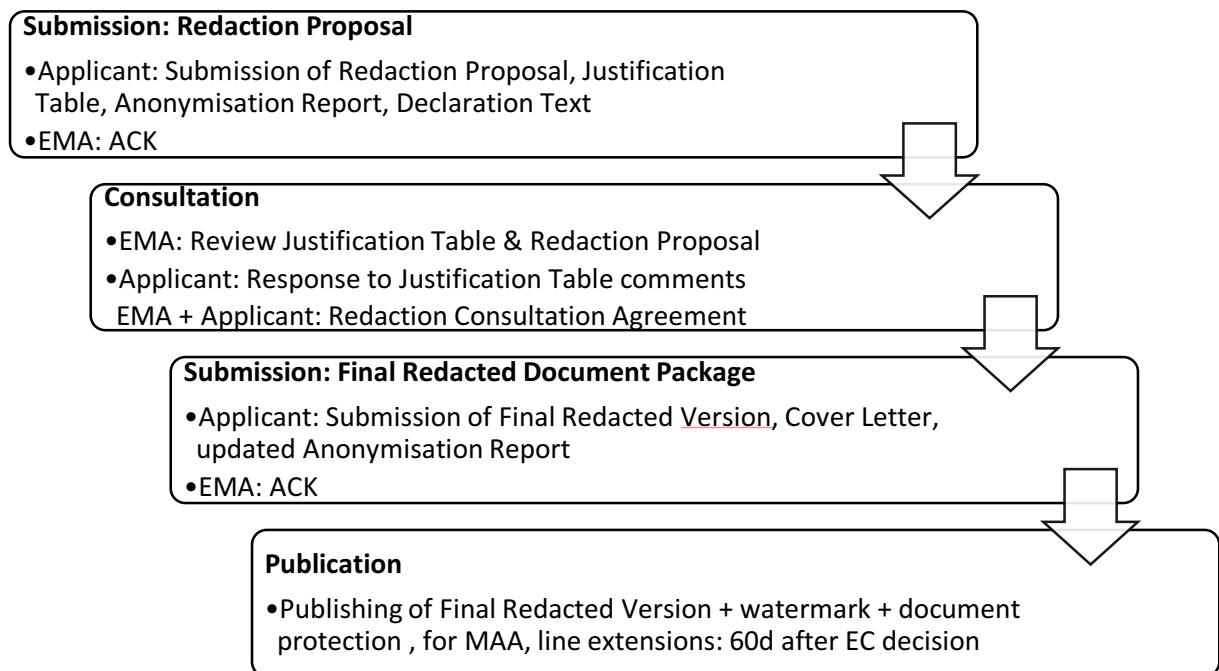 Submission: Redaction Proposal
•Applicant: Submission of Redaction Proposal, Justification
Table, Anonymisation Report, Declaration Text
•EMA: ACK
Consultation
•EMA: Review Justification Table & Redaction Proposal
•Applicant: Response to Justification Table comments
EMA + Applicant: Redaction Consultation Agreement
Submission: Final Redacted Document Package
•Applicant: Submission of Final Redacted Version, Cover Letter,
updated Anonymisation Report
•EMA: ACK
Publication
•Publishing of Final Redacted Version + watermark + document
protection , for MAA, line extensions: 60d after EC decision